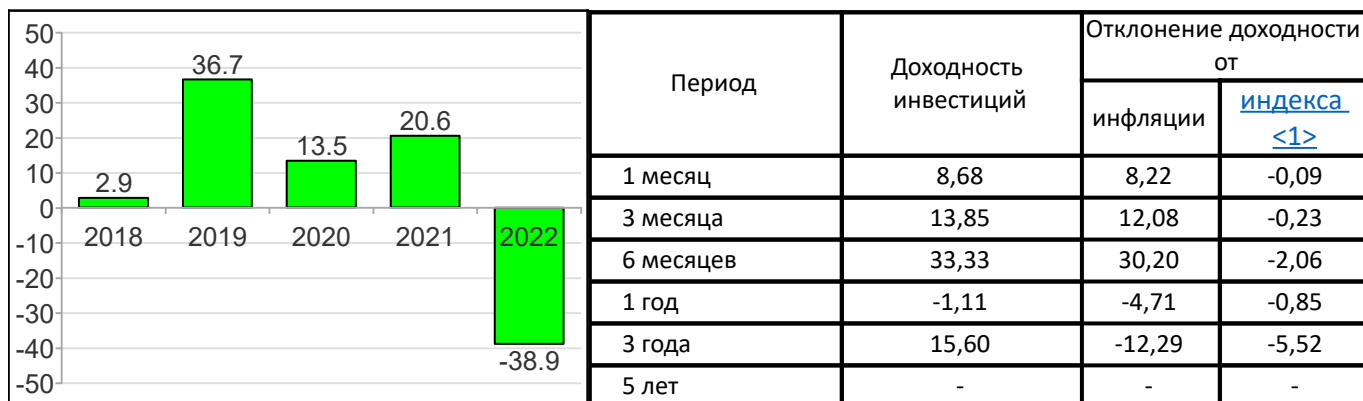 50
40
30
20
10
0
-10
-20
-30
-40
-50
2.9
36.7
13.5
20.6
-38.9
2018 2019 2020 2021 2022
Период
Доходность
инвестиций
Отклонение доходности
от
инфляции
индекса
<1>
1 месяц 8,68 8,22 -0,09
3 месяца 13,85 12,08 -0,23
6 месяцев 33,33 30,20 -2,06
1 год -1,11 -4,71 -0,85
3 года 15,60 -12,29 -5,52
5 лет - - -